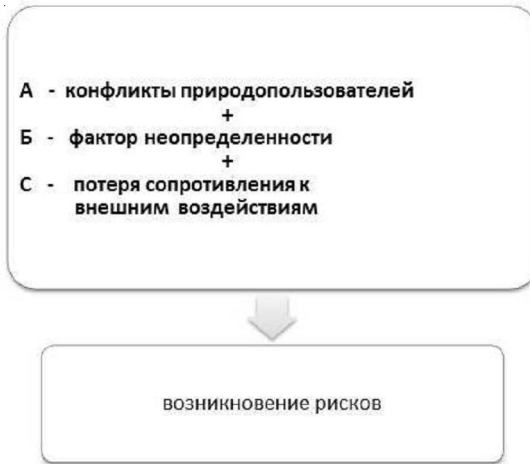 А - конфликты природопользователей
+
Б - фактор неопределенности
+
С - потеря сопротивления к
внешним воздействиям
возникновение рисков